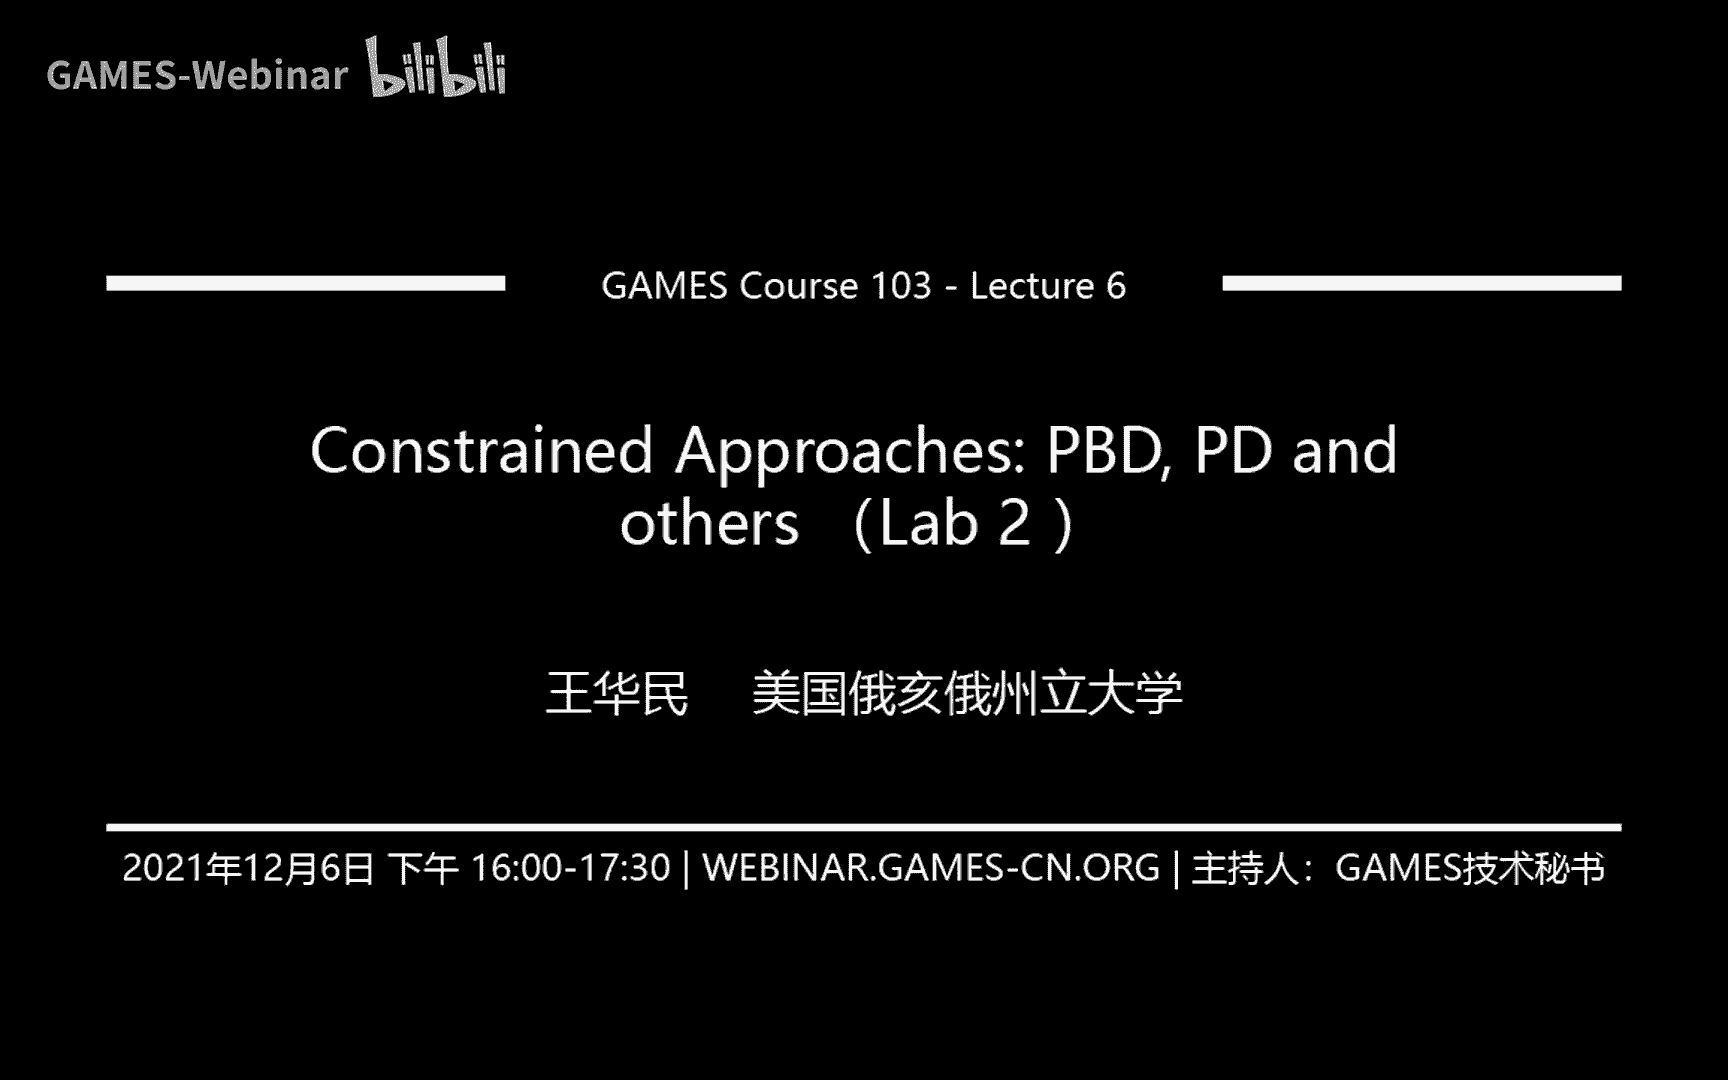 GAMES-Webinar bilibili
GAMES Course 103 - Lecture 6
Constrained Approaches: PBD, PD and
others （Lab 2 ）
王华民 美国俄亥俄州立大学
2021年12月6日 下午 16:00-17:30 | WEBINAR.GAMES-CN.ORG | 主持人：GAMES技术秘书